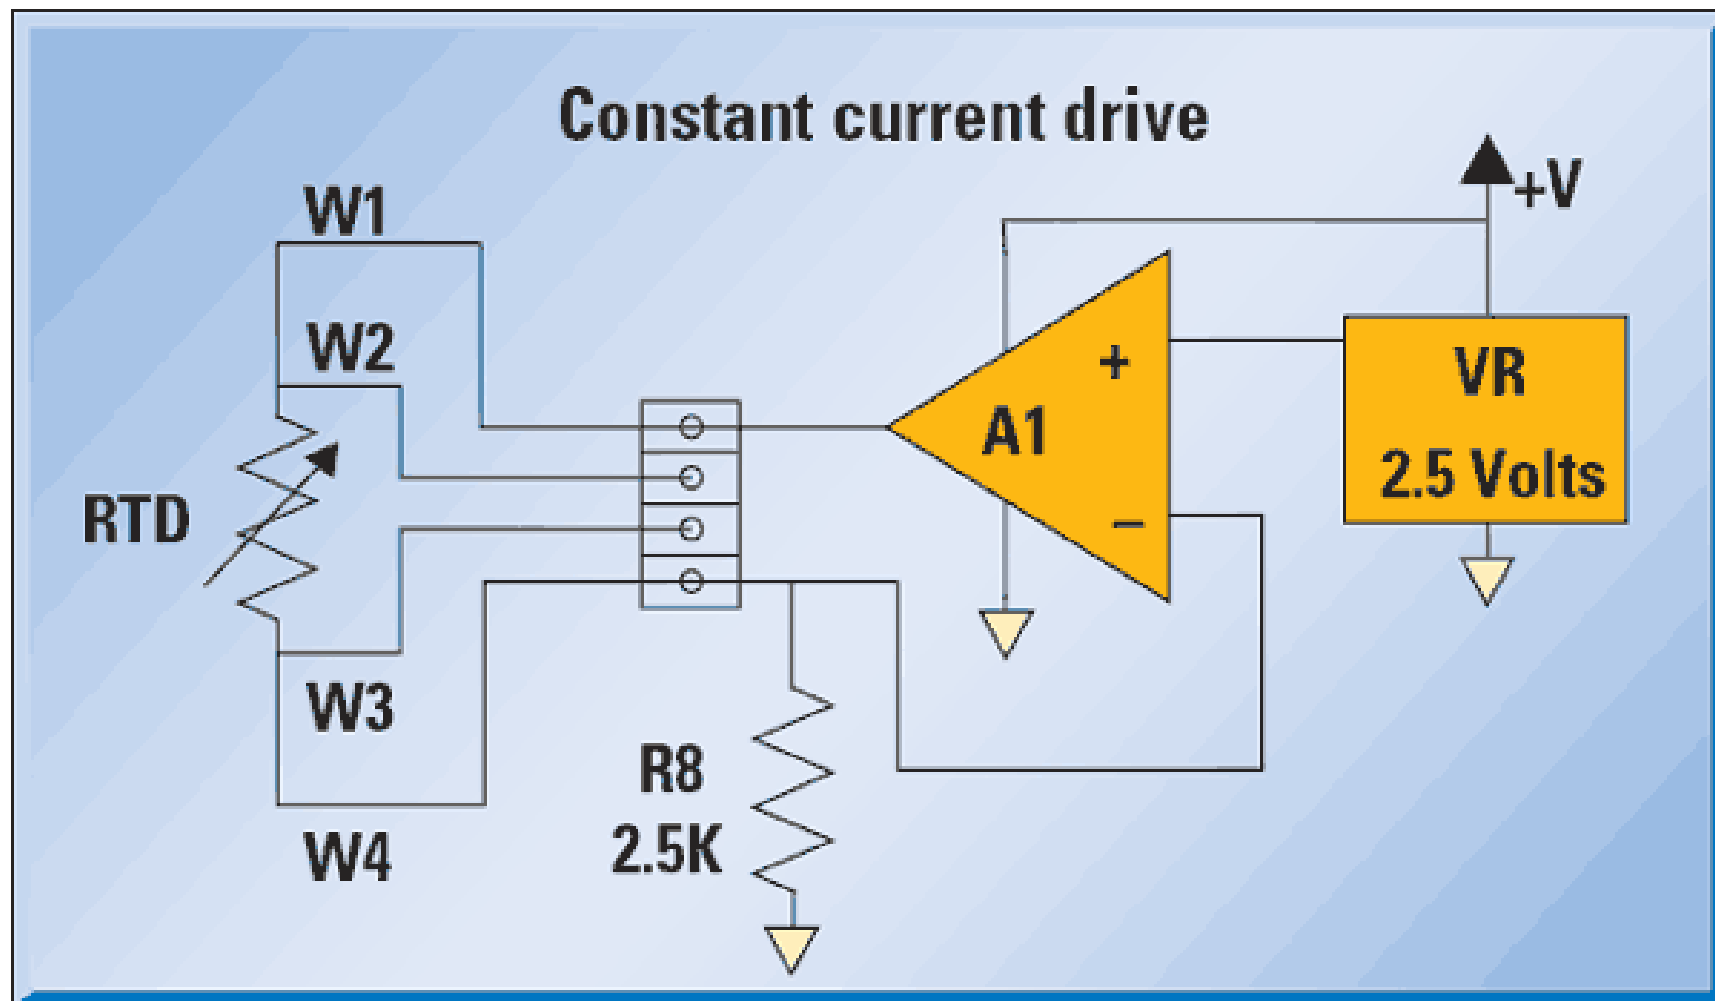 Constant current drive
W1
+V
W2
+
VR
A1
2.5 Volts
RTD
−
W3
R8
2.5K
W4